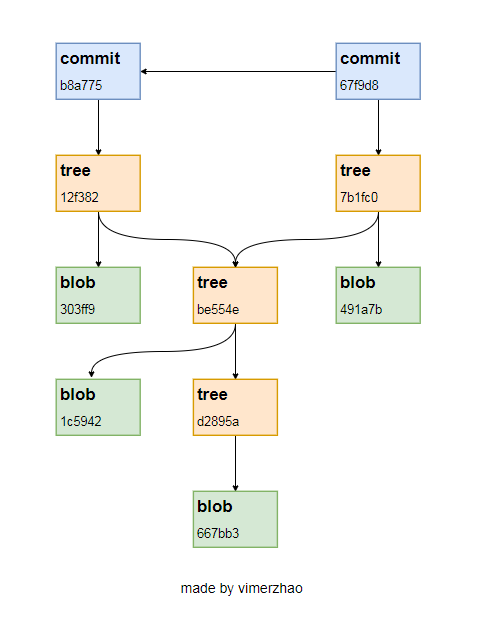 commit
b8a775
commit
67f9d8
tree
12f382
tree
7b1fc0
blob
303ff9
tree
be554e
blob
491a7b
blob
1c5942
tree
d2895a
blob
667bb3
made by vimerzhao